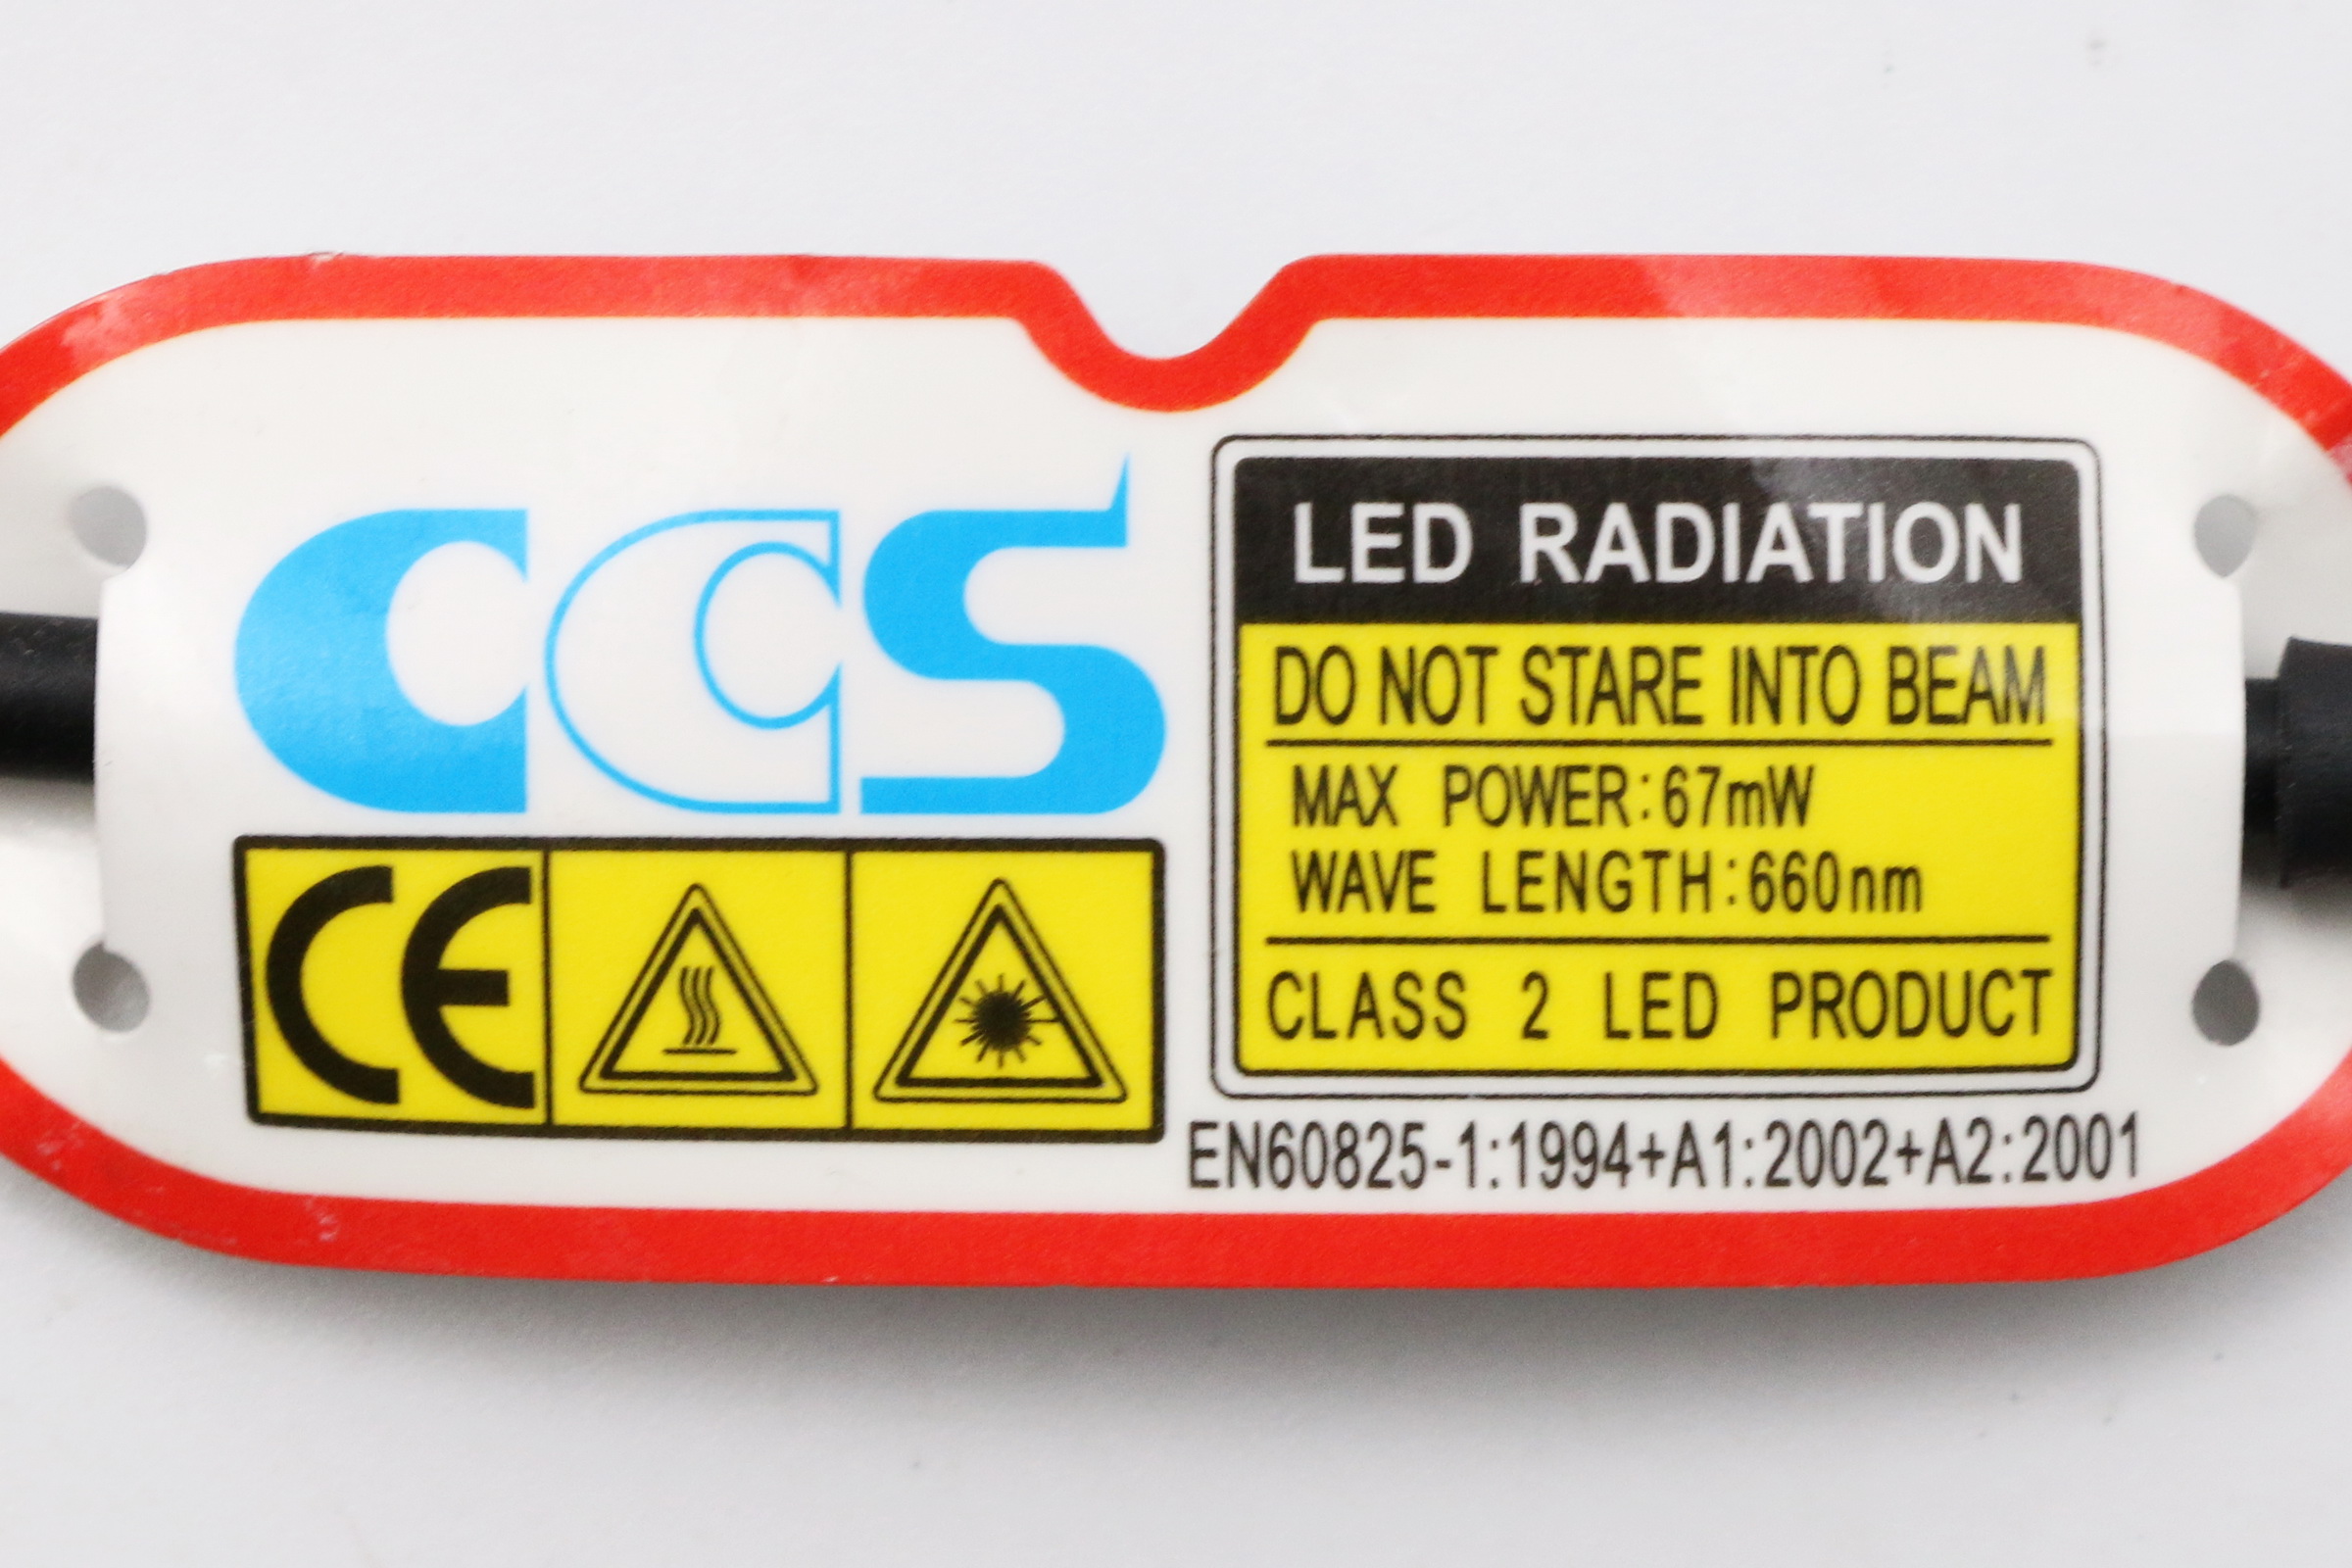 CCS
CE
LED RADIATION
DO NOT STARE INTO BEAM
MAX POWER:67mW
WAVE LENGTH:660nm
CLASS 2 LED PRODUCT
EN60825-1:1994+A1:2002+A2:2001